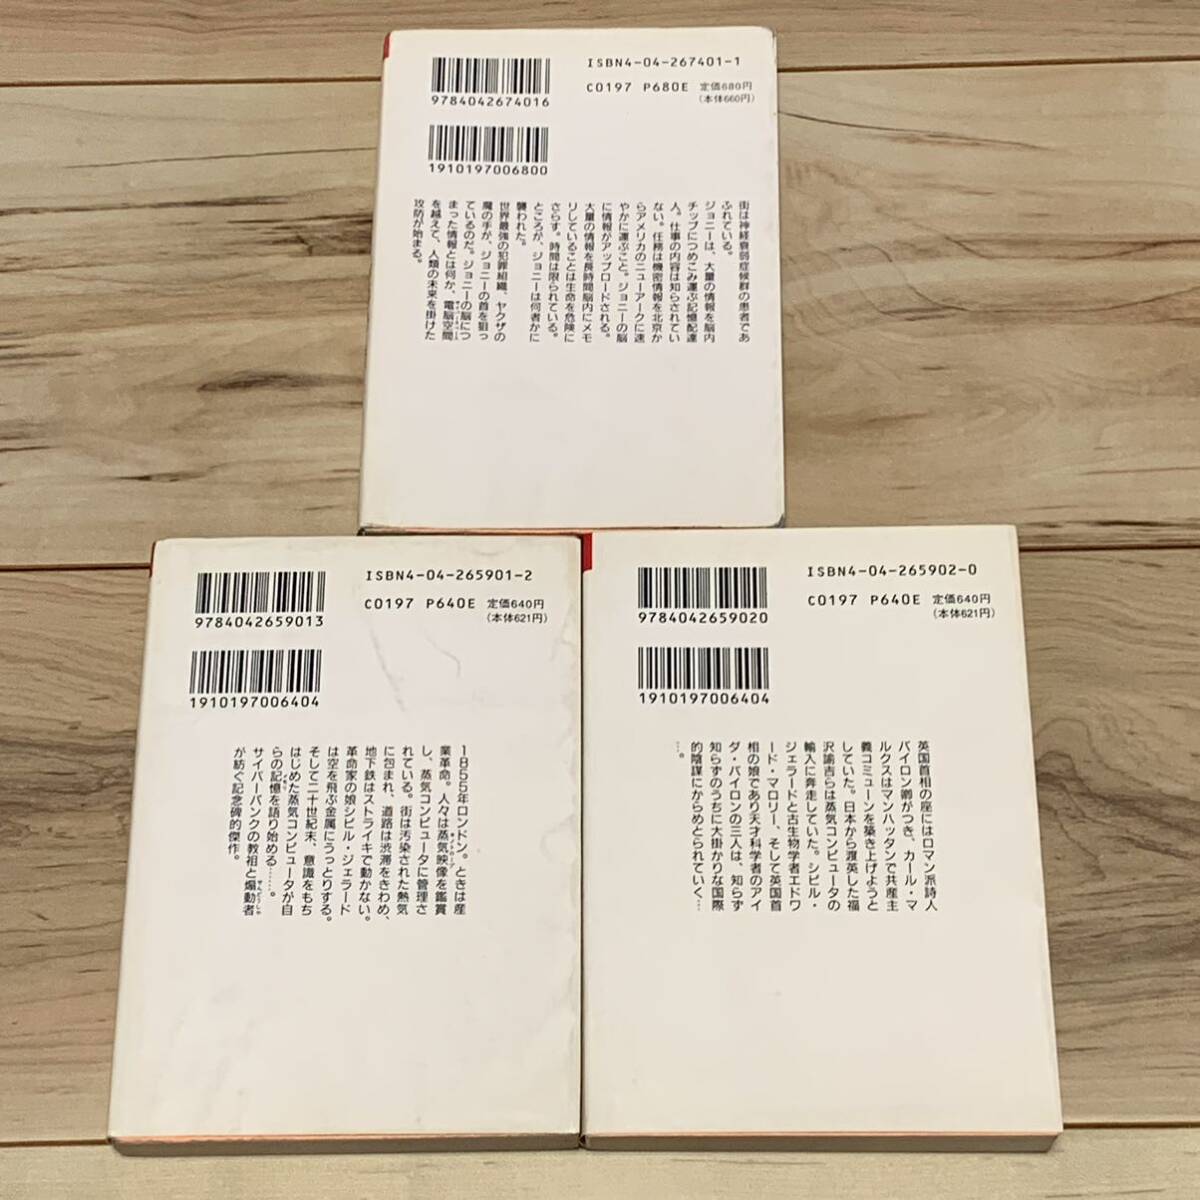 ISBN4-04-267401-1
C0197 P680E 定価680円
(本体660円)
9784042674016
1910197006800
街は神経衰弱症候群の患者であ
ふれている。
ジョニーは、大量の情報を脳内
チップにつめこみ運ぶ記憶配達
人。仕事の内容は知らされてい
ない。任務は機密情報を北京か
らアメリカのニューアークに速
やかに運ぶこと。ジョニーの脳
に情報がアップロードされる。
大量の情報を長時間脳内にメモ
リしていることは生命を危険に
さらす。時間は限られている。
ところが、ジョニーは何者かに
襲われた。
世界最強の犯罪組織、ヤクザの
魔の手が、ジョニーの首を狙っ
ているのだ。ジョニーの脳につ
まった情報とは何か、電脳空間
を越えて、人類の未来を掛けた
攻防が始まる。
ISBN4-04-265901-2
C0197 P640E 定価640円
(本体621円)
9784042659013
1910197006404
1855年ロンドン。ときは産
業革命。人々は蒸気映像を鑑賞
し、蒸気コンピュータに管理さ
れている。街は汚染された熱気
に包まれ、道路は渋滞をきわめ、
地下鉄はストライキで動かない。
革命家の娘シビル・ジェラード
は空を飛ぶ金属にうっとりする。
そして二十世紀末、意識をもち
はじめた蒸気コンピュータが自
らの記憶を語り始める……。
サイバーパンクの教祖と煽動者
が紡ぐ記念碑的傑作。
ISBN4-04-265902-0
C0197 P640E 定価640円
(本体621円)
9784042659020
1910197006404
英国首相の座にはロマン派詩人
バイロン卿がつき、カール・マ
ルクスはマンハッタンで共産主
義コミューンを築き上げようと
していた。日本から渡英した福
沢諭吉らは蒸気コンピュータの
輸入に奔走していた。シビル・
ジェラードと古生物学者エドワ
ード・マロリー、そして英国首
相の娘であり天才科学者のアイ
ダ・バイロンの三人は、知らず
知らずのうちに大掛かりな国際
的陰謀にからめとられていく…
…。